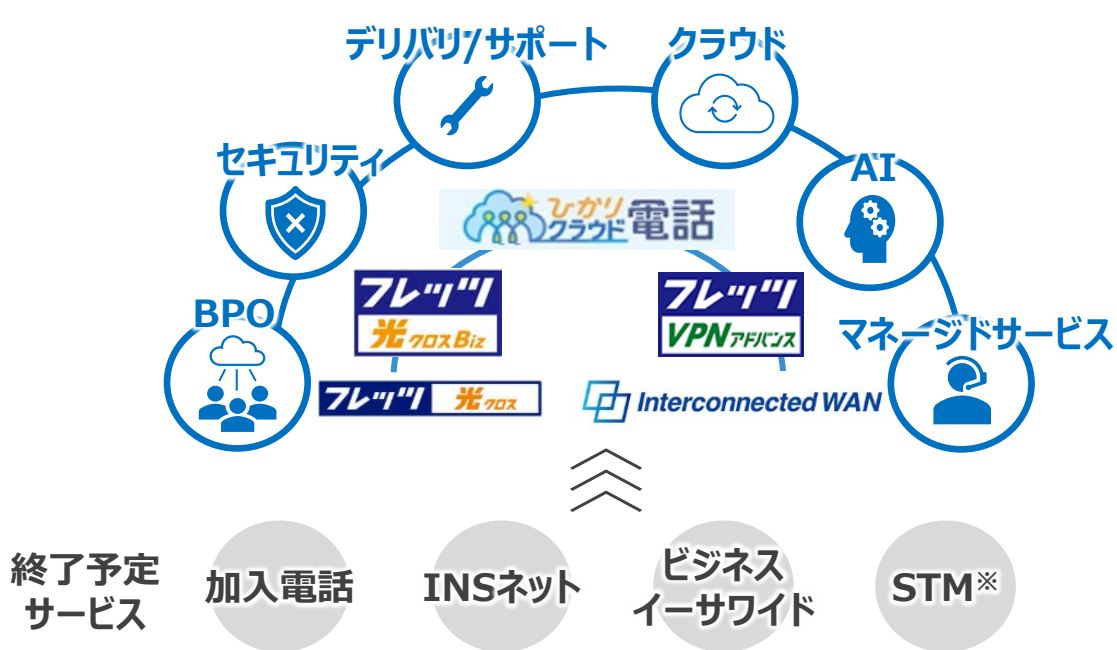 デリバリ/サポート
クラウド
セキュリティ
AI
ひかり
クラウド電話
BPO
フレッツ
光クロスBiz
フレッツ
VPNアドバンス
マネージドサービス
フレッツ 光クロス
Interconnected WAN
終了予定
サービス
加入電話
INSネット
ビジネス
イーサワイド
STM※